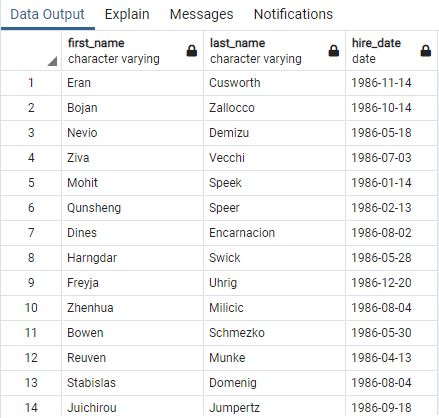 Data Output Explain Messages Notifications
first_name last_name hire_date
character varying character varying date
1 Eran Cusworth 1986-11-14
2 Bojan Zallocco 1986-10-14
3 Nevio Demizu 1986-05-18
4 Ziva Vecchi 1986-07-03
5 Mohit Speek 1986-01-14
6 Qunsheng Speer 1986-02-13
7 Dines Encarnacion 1986-08-02
8 Harngdar Swick 1986-05-28
9 Freyja Uhrig 1986-12-20
10 Zhenhua Milicic 1986-08-04
11 Bowen Schmezko 1986-05-30
12 Reuven Munke 1986-04-13
13 Stabislas Domenig 1986-08-04
14 Juichirou Jumpertz 1986-09-18